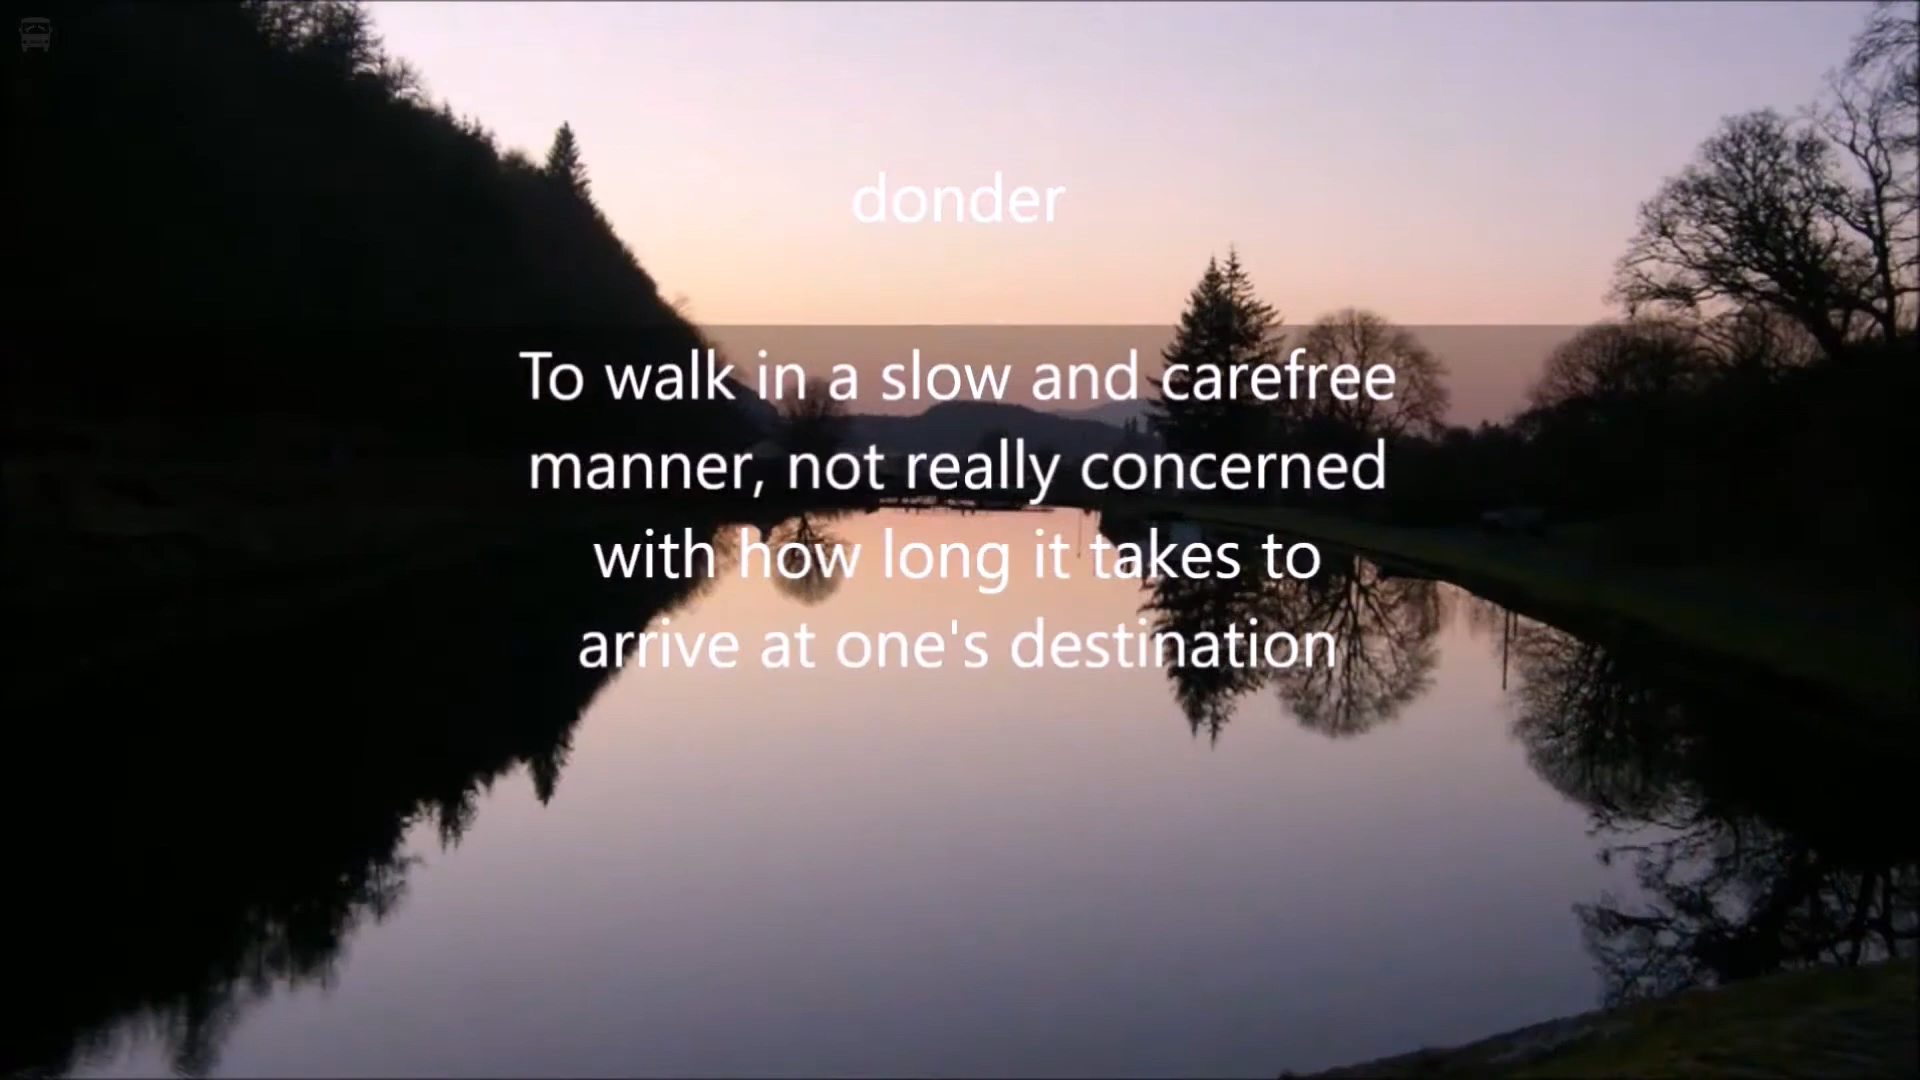 donder
To walk in a slow and carefree
manner, not really concerned
with how long it takes to
arrive at one's destination